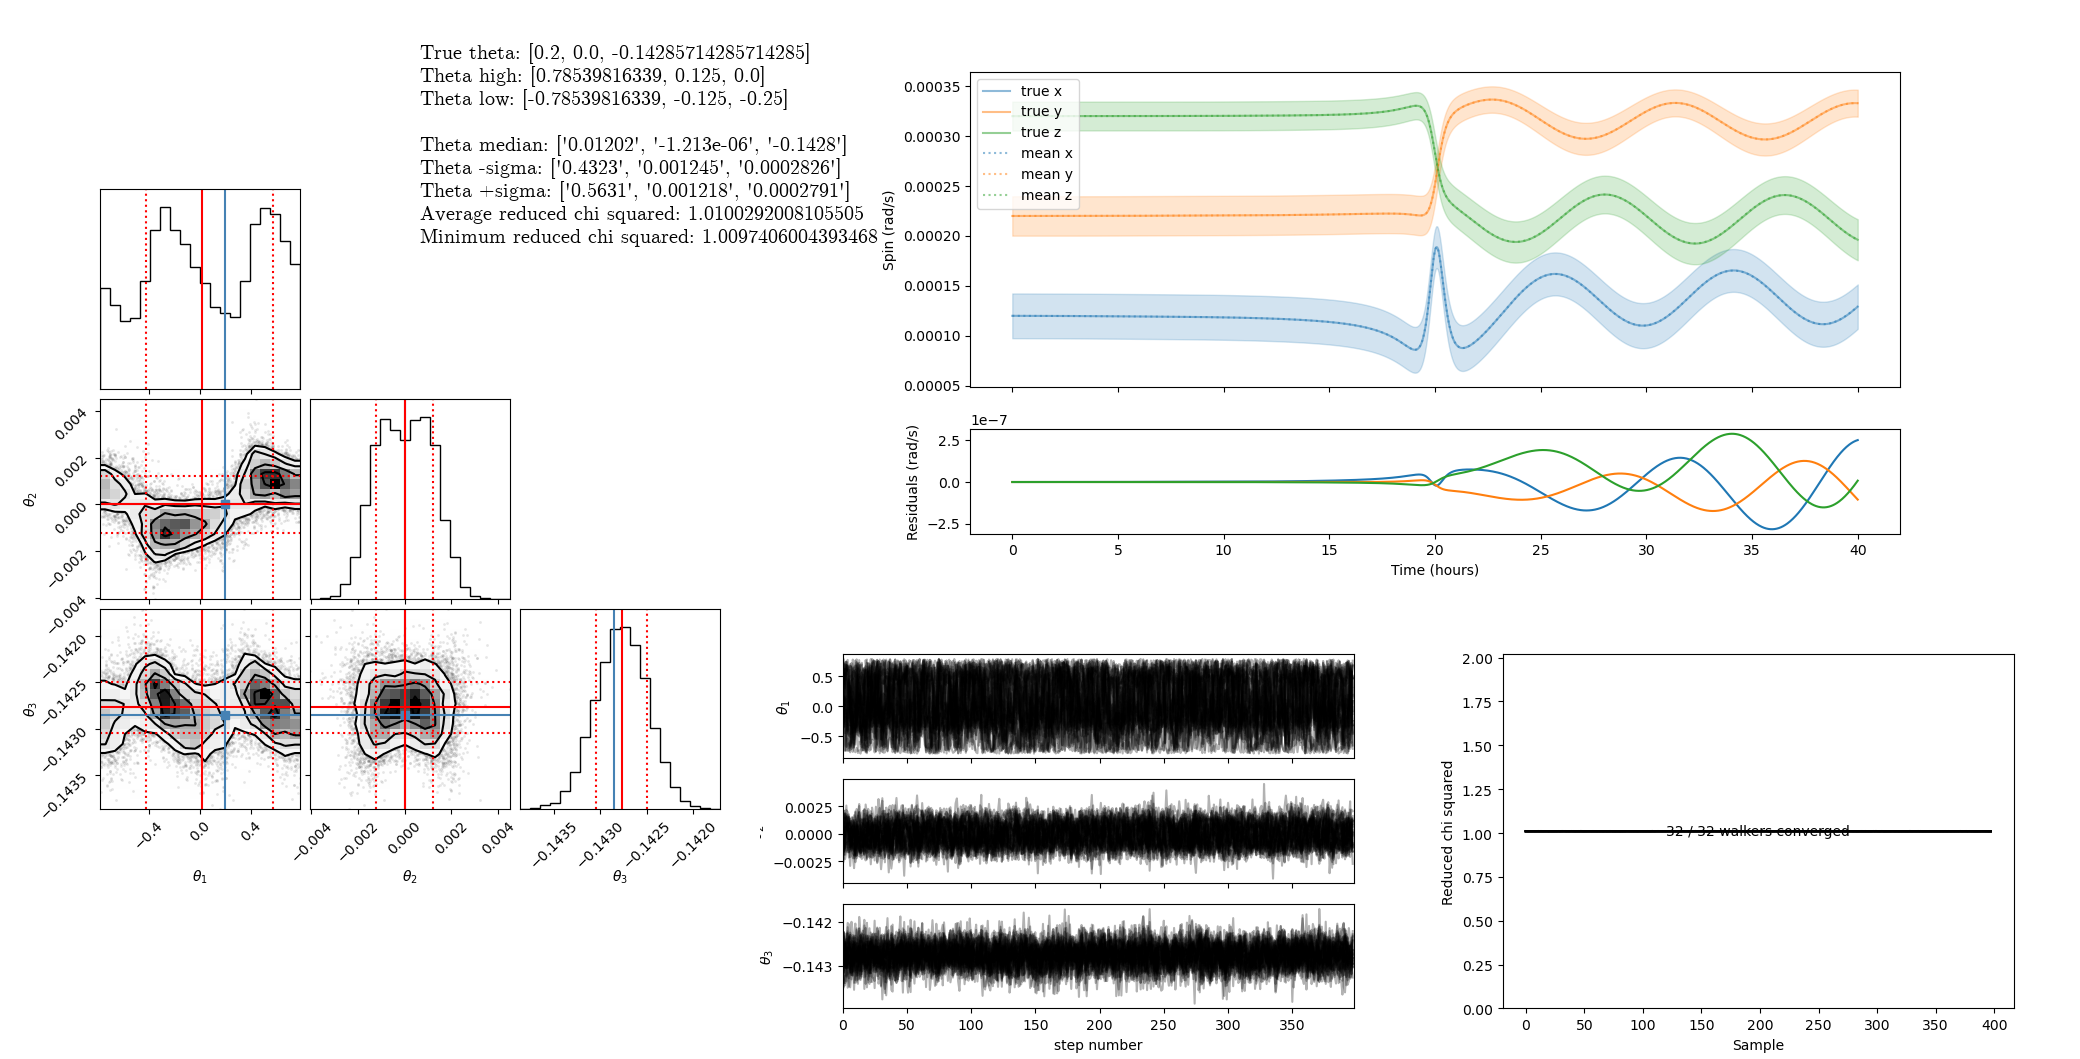 True theta: [0.2, 0.0, -0.14285714285714285]
Theta high: [0.78539816339, 0.125, 0.0]
Theta low: [-0.78539816339, -0.125, -0.25]
Theta median: ['0.01202', '-1.213e-06', '-0.1428']
Theta -sigma: ['0.4323', '0.001245', '0.0002826']
Theta +sigma: ['0.5631', '0.001218', '0.0002791']
Average reduced chi squared: 1.0100292008105505
Minimum reduced chi squared: 1.0097406004393468
θ2
0.004
0.002
0.000
−0.002
−0.004
θ3
−0.1420
−0.1425
−0.1430
−0.1435
−0.4 0.0 0.4
θ1
−0.004 −0.002 0.000 0.002 0.004
θ2
−0.1435 −0.1430 −0.1425 −0.1420
θ3
Spin (rad/s)
0.00035
0.00030
0.00025
0.00020
0.00015
0.00010
0.00005
true x
true y
true z
mean x
mean y
mean z
1e−7
Residuals (rad/s)
2.5
0.0
−2.5
0 5 10 15 20 25 30 35 40
Time (hours)
θ1
0.5
0.0
−0.5
0.0025
0.0000
−0.0025
θ3
−0.142
−0.143
0 50 100 150 200 250 300 350
step number
Reduced chi squared
2.00
1.75
1.50
1.25
1.00
0.75
0.50
0.25
0.00
32 / 32 walkers converged
0 50 100 150 200 250 300 350 400
Sample